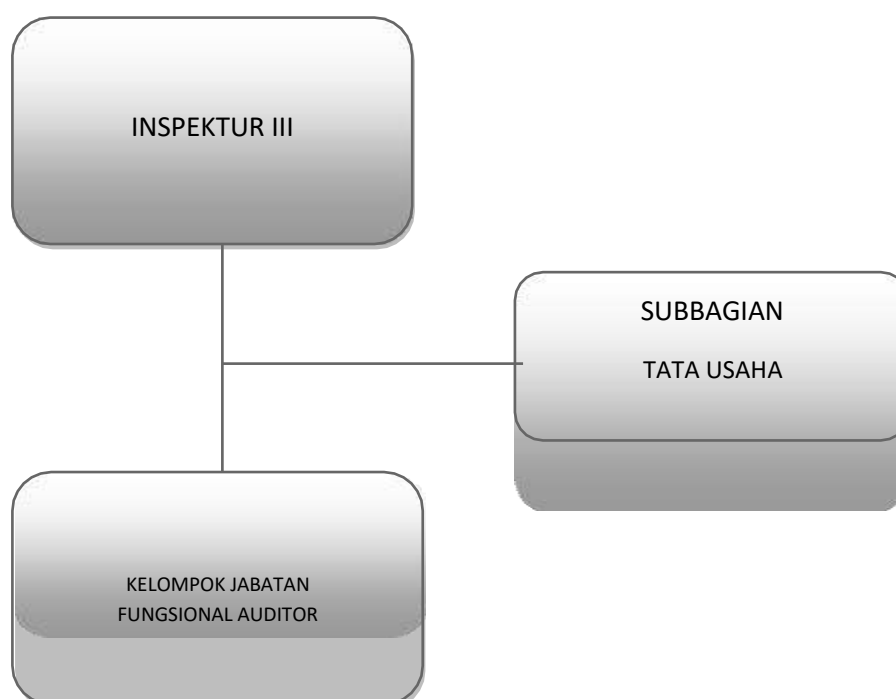 INSPEKTUR III
SUBBAGIAN
TATA USAHA
KELOMPOK JABATAN
FUNGSIONAL AUDITOR